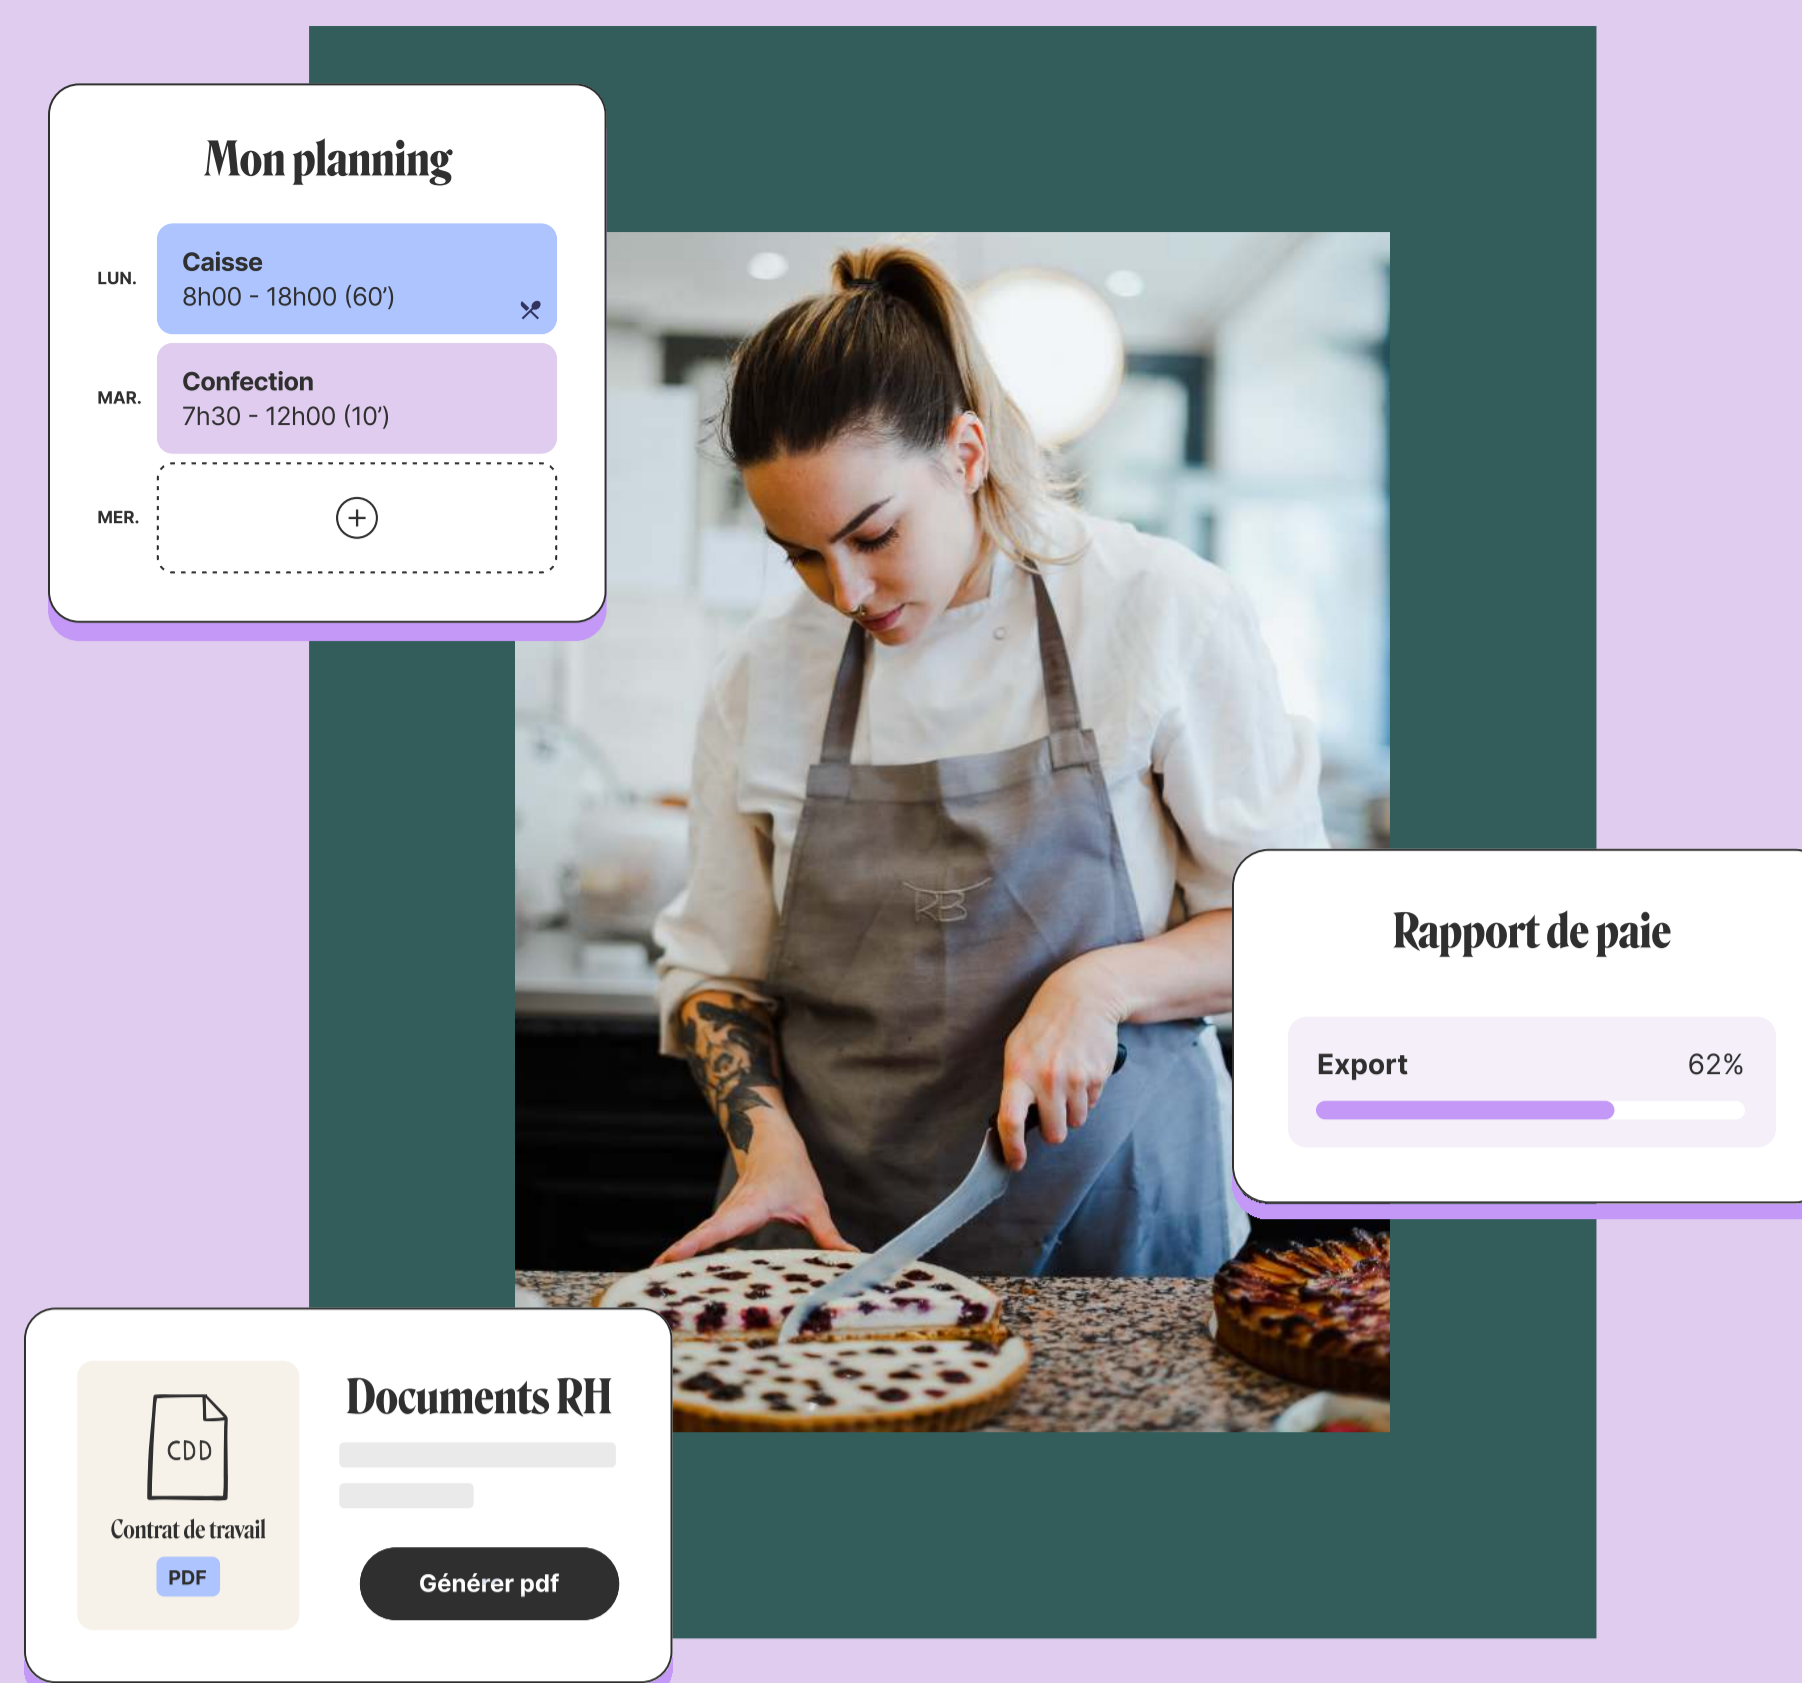 Mon planning
LUN.
Caisse
8h00 - 18h00 (60’)
MAR.
Confection
7h30 - 12h00 (10’)
MER.
RB
Rapport de paie
Export 62%
CDD
Contrat de travail
PDF
Documents RH
Générer pdf